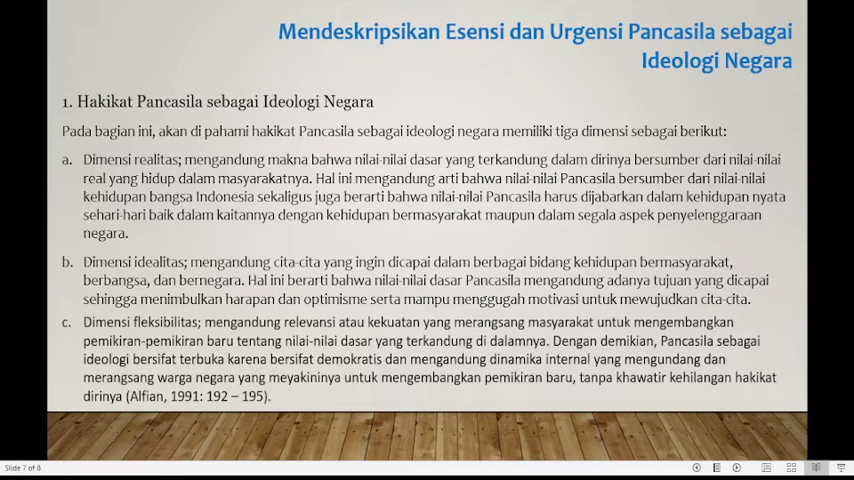 Mendeskripsikan Esensi dan Urgensi Pancasila sebagai
Ideologi Negara
1. Hakikat Pancasila sebagai Ideologi Negara
Pada bagian ini, akan di pahami hakikat Pancasila sebagai ideologi negara memiliki tiga dimensi sebagai berikut:
a. Dimensi realitas; mengandung makna bahwa nilai-nilai dasar yang terkandung dalam dirinya bersumber dari nilai-nilai
real yang hidup dalam masyarakatnya. Hal ini mengandung arti bahwa nilai-nilai Pancasila bersumber dari nilai-nilai
kehidupan bangsa Indonesia sekaligus juga berarti bahwa nilai-nilai Pancasila harus dijabarkan dalam kehidupan nyata
sehari-hari baik dalam kaitannya dengan kehidupan bermasyarakat maupun dalam segala aspek penyelenggaraan
negara.
b. Dimensi idealitas; mengandung cita-cita yang ingin dicapai dalam berbagai bidang kehidupan bermasyarakat,
berbangsa, dan bernegara. Hal ini berarti bahwa nilai-nilai dasar Pancasila mengandung adanya tujuan yang dicapai
sehingga menimbulkan harapan dan optimisme serta mampu menggugah motivasi untuk mewujudkan cita-cita.
c. Dimensi fleksibilitas; mengandung relevansi atau kekuatan yang merangsang masyarakat untuk mengembangkan
pemikiran-pemikiran baru tentang nilai-nilai dasar yang terkandung di dalamnya. Dengan demikian, Pancasila sebagai
ideologi bersifat terbuka karena bersifat demokratis dan mengandung dinamika internal yang mengundang dan
merangsang warga negara yang meyakininya untuk mengembangkan pemikiran baru, tanpa khawatir kehilangan hakikat
dirinya (Alfian, 1991: 192 – 195).
Slide 7 of 8